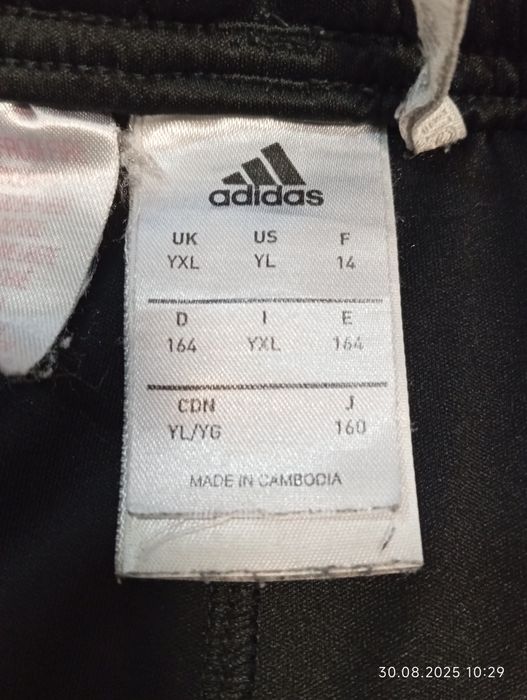 adidas
UK US F
YXL YL 14
D I E
164 YXL 164
CDN J
YL/YG 160
MADE IN CAMBODIA
30.08.2025 10:29